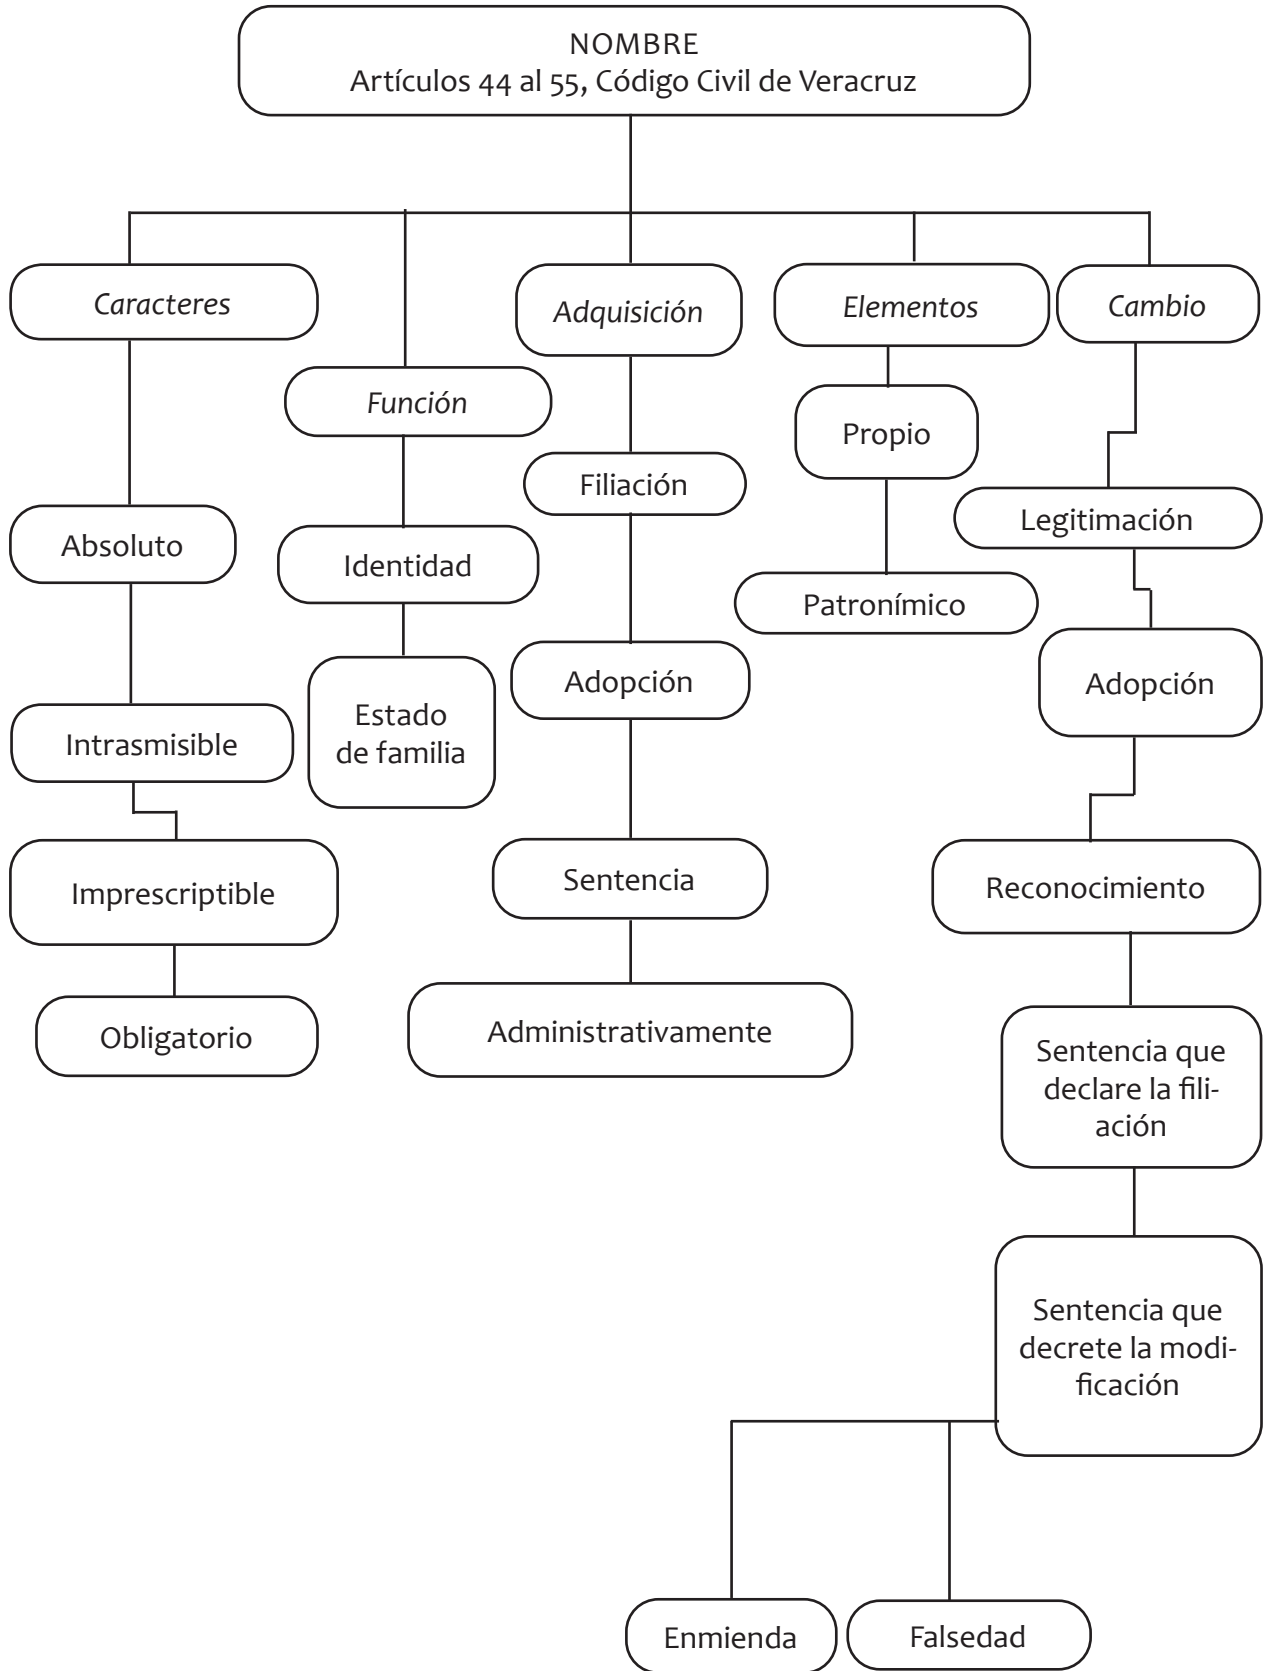 NOMBRE
Artículos 44 al 55, Código Civil de Veracruz
Caracteres
Absoluto
Intrasmisible
Imprescriptible
Obligatorio
Función
Identidad
Estado
de familia
Adquisición
Filiación
Adopción
Sentencia
Administrativamente
Elementos
Propio
Patronímico
Cambio
Legitimación
Adopción
Reconocimiento
Sentencia que
declare la fili-
ación
Sentencia que
decrete la modi-
ficación
Enmienda
Falsedad